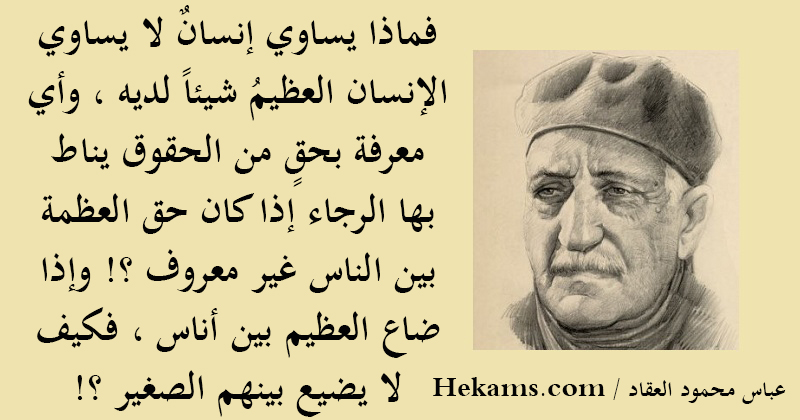 فماذا يساوي إنسانٌ لا يساوي
الإنسان العظيمُ شيئاً لديه ، وأي
معرفة بحقٍ من الحقوق يناط
بها الرجاء إذا كان حق العظمة
بين الناس غير معروف ؟! وإذا
ضاع العظيم بين أناس ، فكيف
لا يضيع بينهم الصغير ؟!
عباس محمود العقاد / Hekams.com